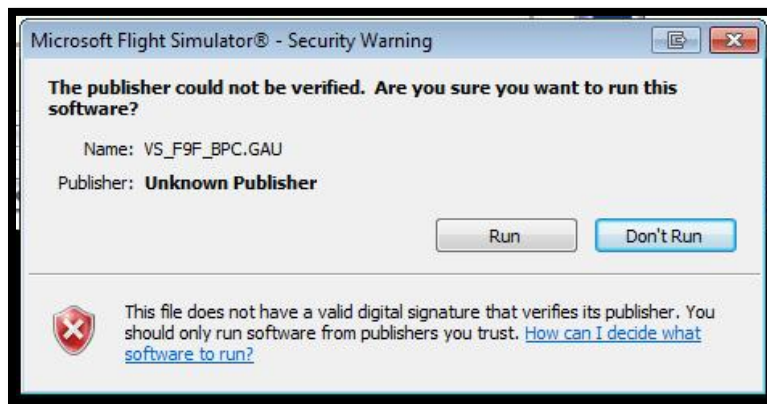 Microsoft Flight Simulator® - Security Warning
The publisher could not be verified.  Are you sure you want to run this
software?
Name: VS_F9F_BPC.GAU
Publisher: Unknown Publisher
Run Don't Run
This file does not have a valid digital signature that verifies its publisher. You
should only run software from publishers you trust. How can I decide what
software to run?